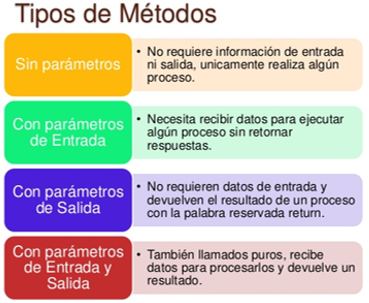 Tipos de Métodos
Sin parámetros
• No requiere información de entrada
ni salida, unicamente realiza algún
proceso.
Con parámetros
de Entrada
• Necesita recibir datos para ejecutar
algún proceso sin retornar
respuestas.
Con parámetros
de Salida
• No requieren datos de entrada y
devuelven el resultado de un proceso
con la palabra reservada return.
Con parámetros
de Entrada y
Salida
• También llamados puros, recibe
datos para procesarlos y devuelve un
resultado.